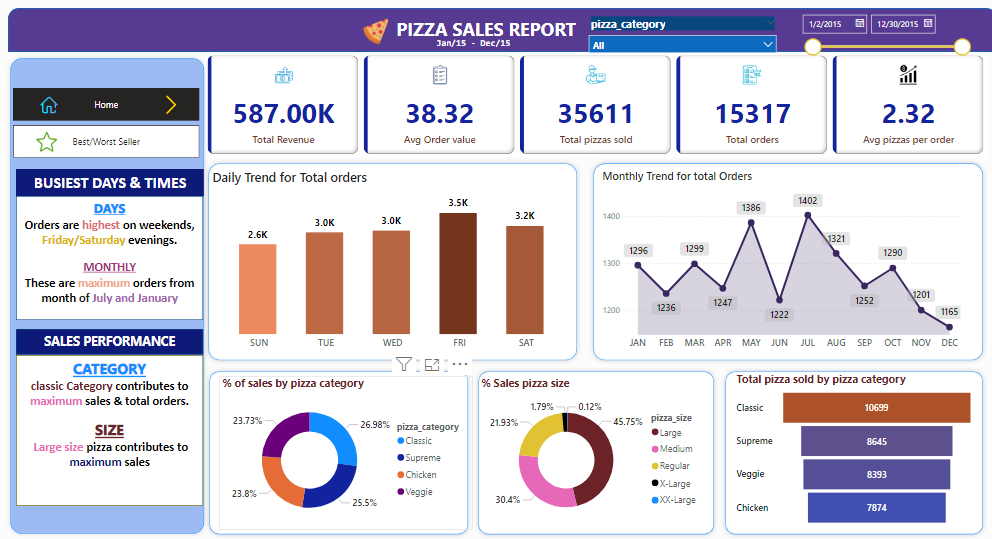 PIZZA SALES REPORT
Jan/15 - Dec/15
pizza_category
All
1/2/2015
12/30/2015
Home
Best/Worst Seller
587.00K
Total Revenue
38.32
Avg Order value
35611
Total pizzas sold
15317
Total orders
2.32
Avg pizzas per order
BUSIEST DAYS & TIMES
DAYS
Orders are highest on weekends,
Friday/Saturday evenings.
MONTHLY
These are maximum orders from
month of July and January
SALES PERFORMANCE
CATEGORY
classic Category contributes to
maximum sales & total orders.
SIZE
Large size pizza contributes to
maximum sales
Daily Trend for Total orders
2.6K
3.0K
3.0K
3.5K
3.2K
SUN
TUE
WED
FRI
SAT
Monthly Trend for total Orders
1400
1300
1200
1296
1236
1299
1247
1386
1222
1402
1321
1252
1290
1201
1165
JAN
FEB
MAR
APR
MAY
JUN
JUL
AUG
SEP
OCT
NOV
DEC
% of sales by pizza category
23.73%
26.98%
23.8%
25.5%
pizza_category
Classic
Supreme
Chicken
Veggie
% Sales pizza size
1.79%
0.12%
21.93%
45.75%
30.4%
pizza_size
Large
Medium
Regular
X-Large
XX-Large
Total pizza sold by pizza category
Classic
10699
Supreme
8645
Veggie
8393
Chicken
7874